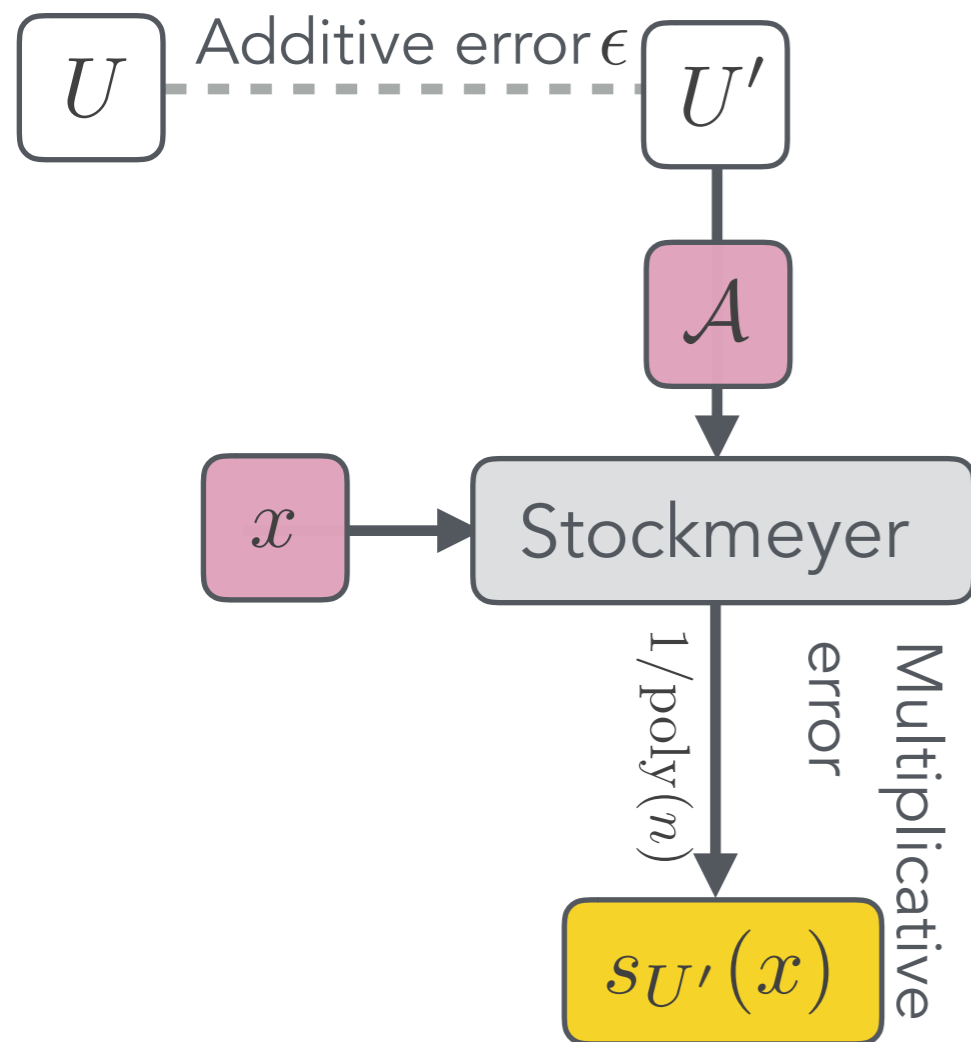 U
Additive error ϵ
U′
𝒜
x
Stockmeyer
1/poly(n)
Multiplicative
error
s_{U′}(x)